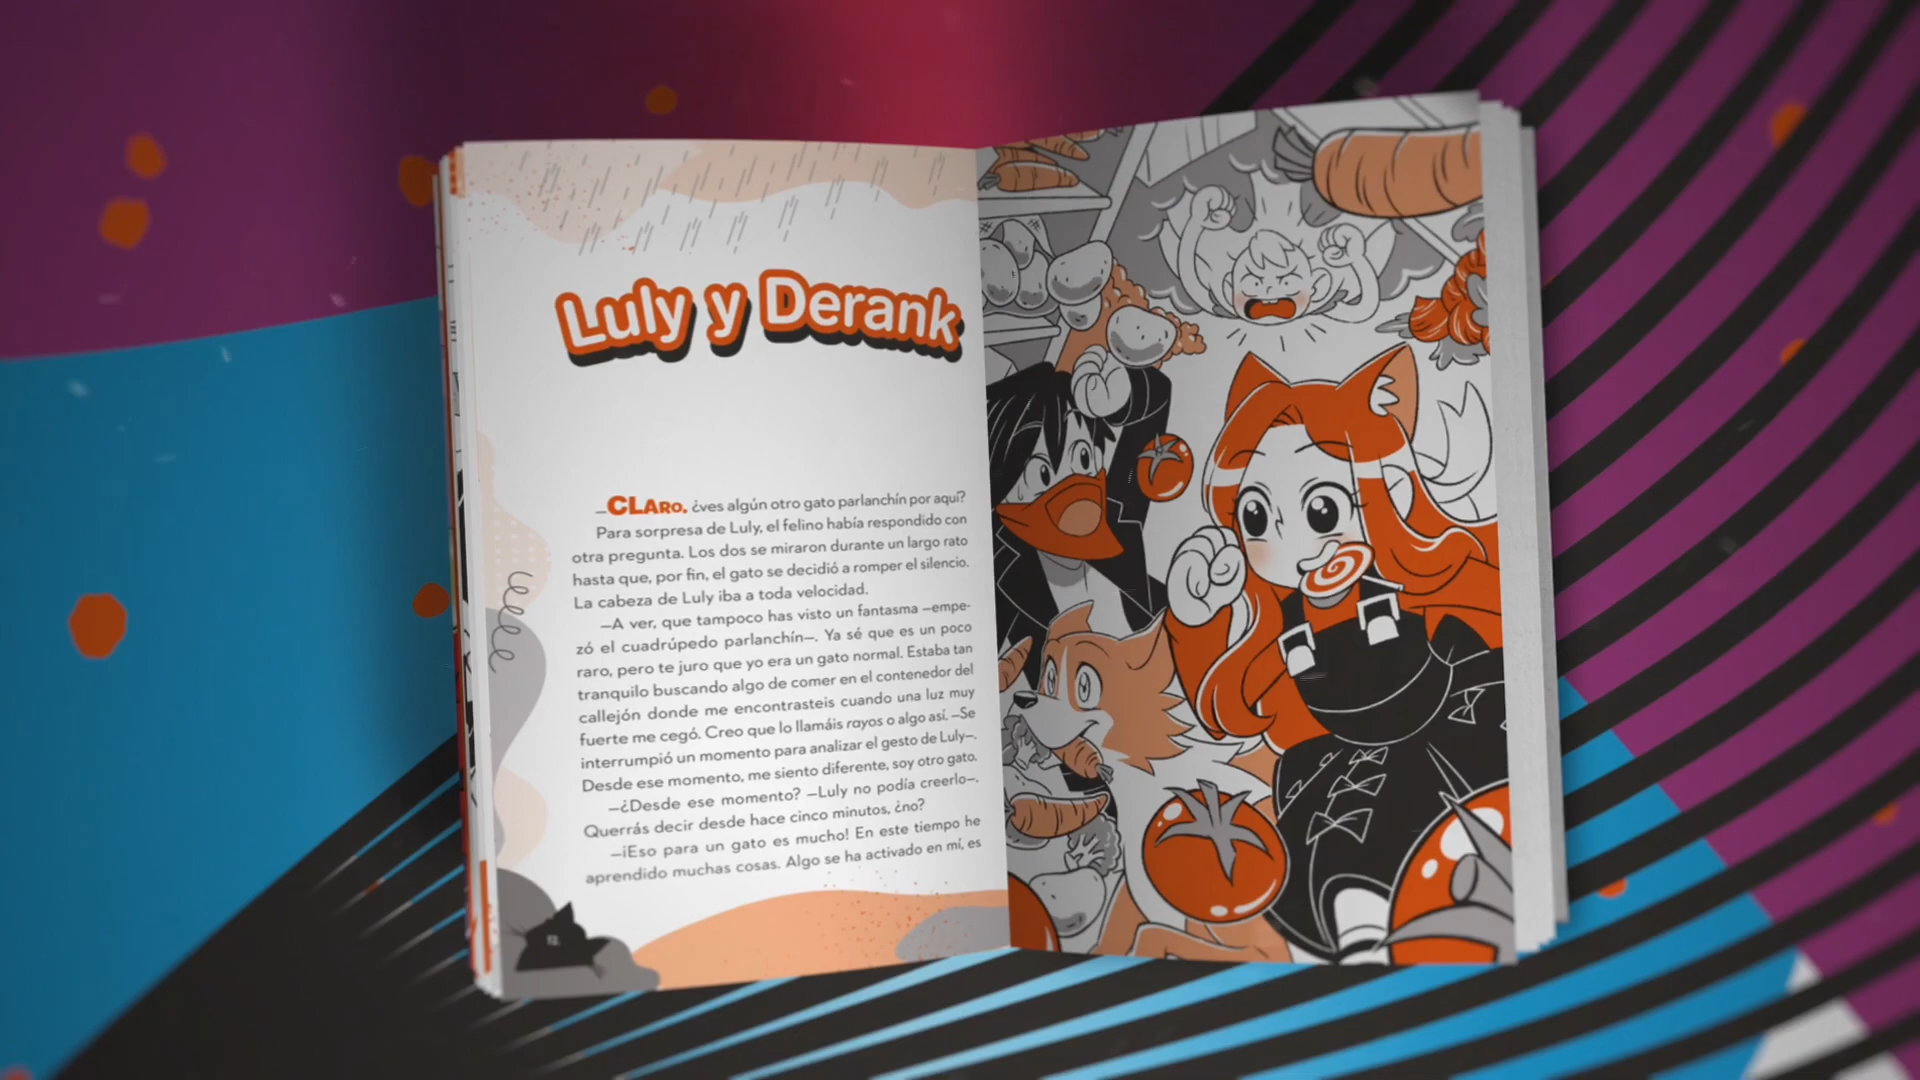 Luly y Derank
–CLARO, ¿ves algún otro gato parlanchín por aquí?
Para sorpresa de Luly, el felino había respondido con
otra pregunta. Los dos se miraron durante un largo rato
hasta que, por fin, el gato se decidió a romper el silencio.
La cabeza de Luly iba a toda velocidad.
–A ver, que tampoco has visto un fantasma –empe-
zó el cuadrúpedo parlanchín–. Ya sé que es un poco
raro, pero te juro que yo era un gato normal. Estaba tan
tranquilo buscando algo de comer en el contenedor del
callejón donde me encontrasteis cuando una luz muy
fuerte me cegó. Creo que lo llamáis rayos o algo así. –Se
interrumpió un momento para analizar el gesto de Luly–.
Desde ese momento, me siento diferente, soy otro gato.
–¿Desde ese momento? –Luly no podía creerlo–.
Querrás decir desde hace cinco minutos, ¿no?
–¡Eso para un gato es mucho! En este tiempo he
aprendido muchas cosas. Algo se ha activado en mí, es
12